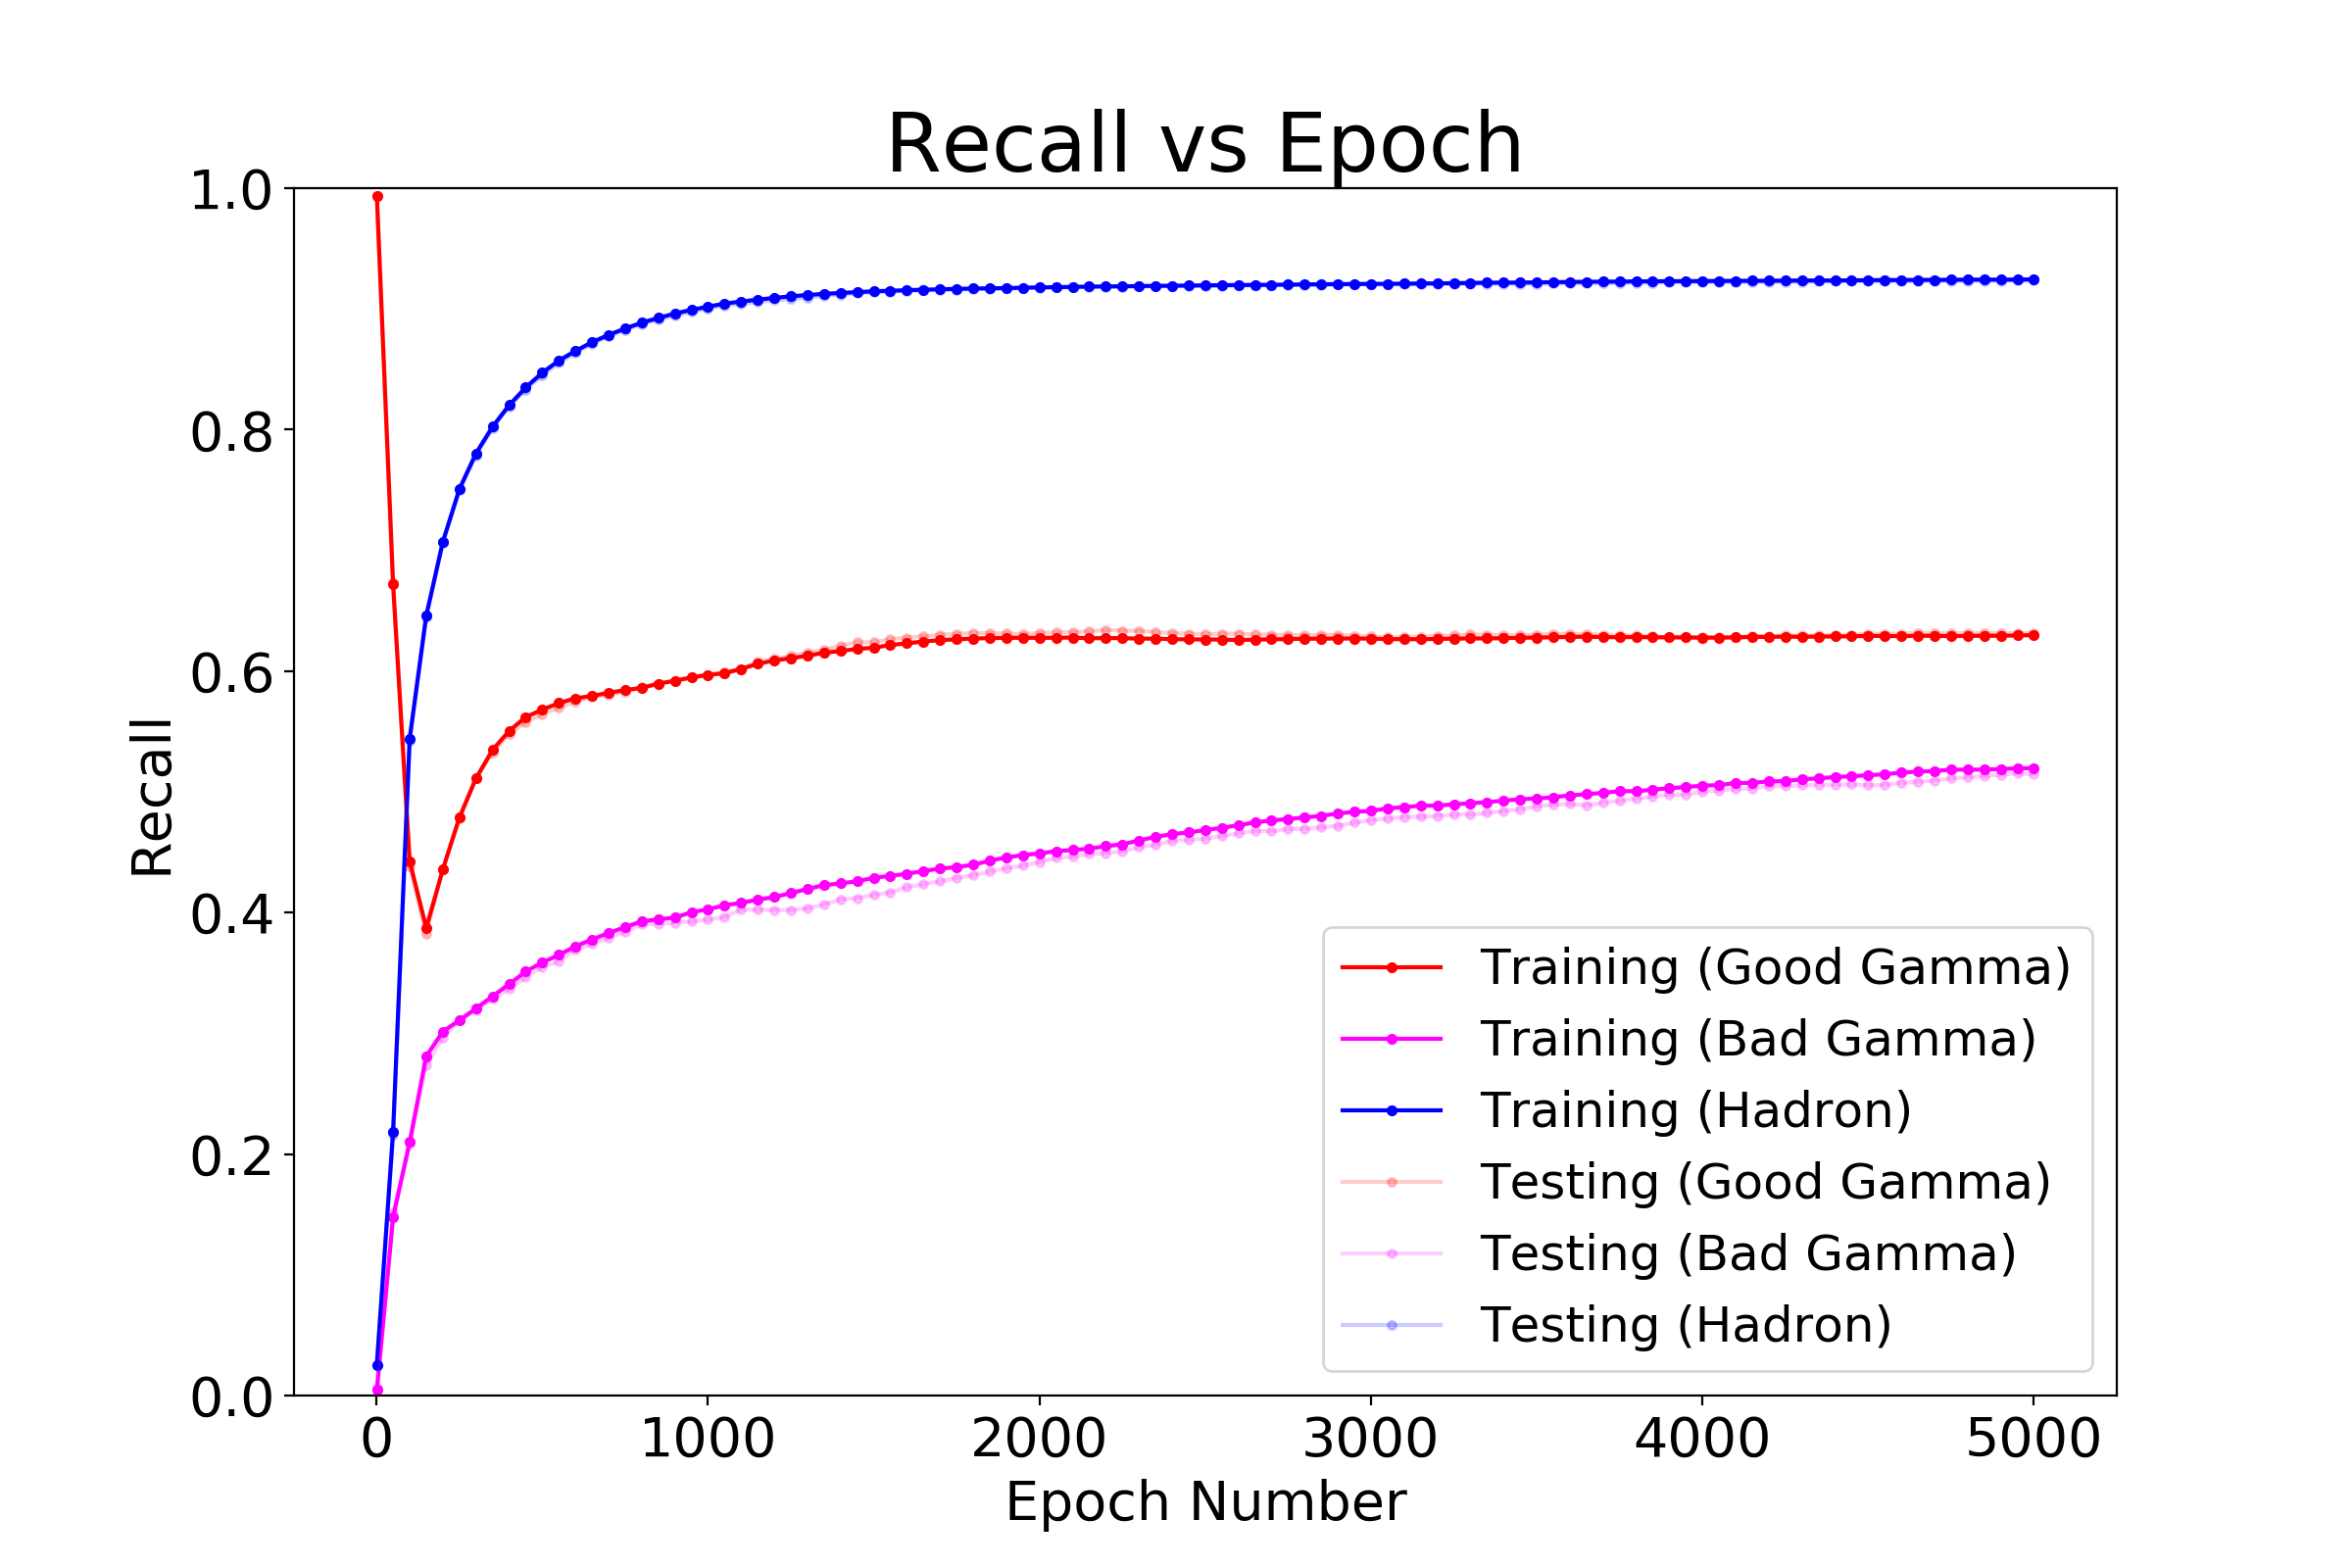 Recall vs Epoch
1.0
0.8
0.6
0.4
0.2
0.0
Recall
0 1000 2000 3000 4000 5000
Epoch Number
Training (Good Gamma)
Training (Bad Gamma)
Training (Hadron)
Testing (Good Gamma)
Testing (Bad Gamma)
Testing (Hadron)